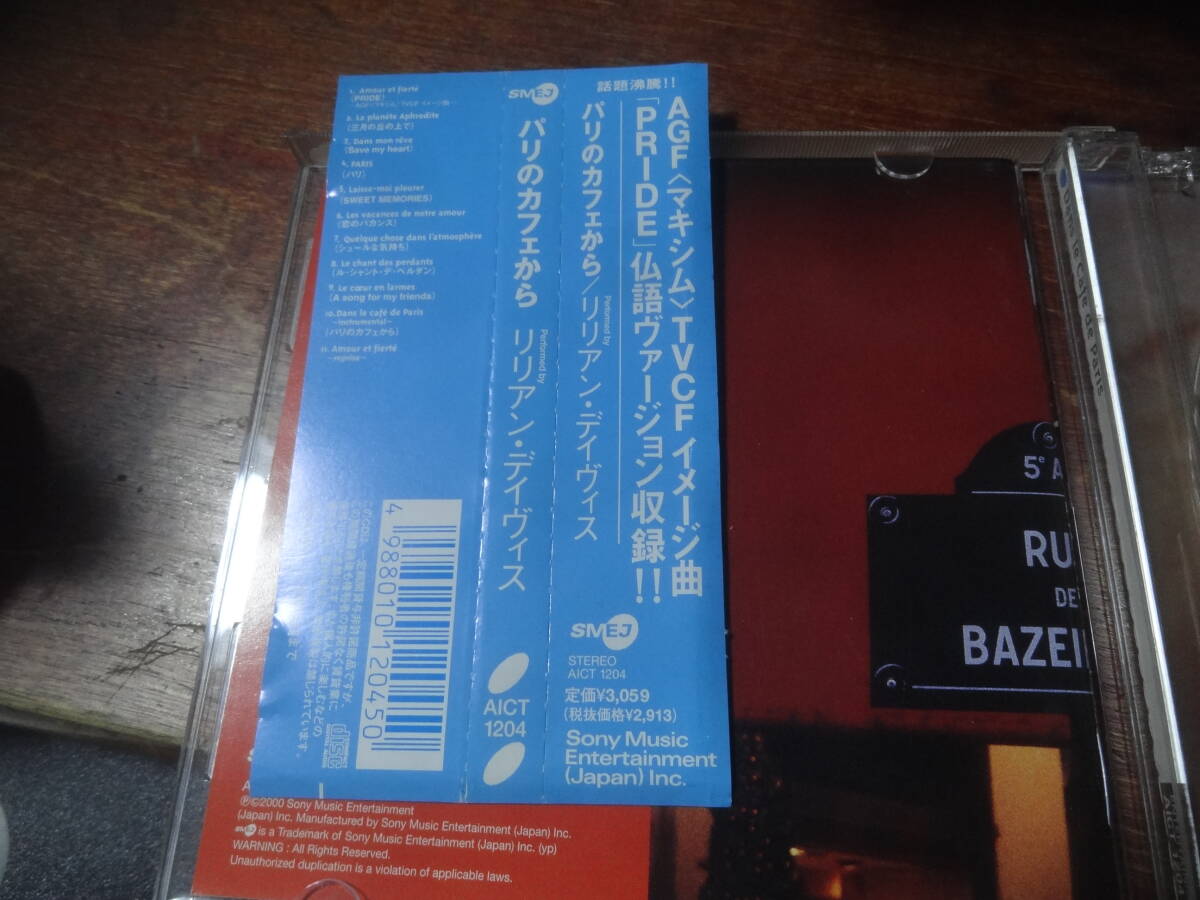 1. Amour et fierté
(PRIDE)
2. La planète Aphrodite
(三月の丘の上で)
3. Dans mon rêve
(Save my heart)
4. PARIS
(パリ)
5. Laisse-moi pleurer
(SWEET MEMORIES)
6. Les vacances de notre amour
(恋のバカンス)
7. Quelque chose dans l'atmosphère
(シュールな気持ち)
8. Le chant des perdants
(ル・シャント・デ・ペルダン)
9. Le cœur en larmes
(A song for my friends)
10. Dans le café de Paris
~instrumental~
(パリのカフェから)
11. Amour et fierté
~reprise~
4 988010 120450
SMEJ
パリのカフェから
Performed by
リリアン・デイヴィス
AICT
1204
話題沸騰!!
AGF〈マキシム〉TVCF イメージ曲
「PRIDE」仏語ヴァージョン収録!!
パリのカフェから/
Performed by
リリアン・デイヴィス
SMEJ
STEREO
AICT 1204
定価¥3,059
(税抜価格¥2,913)
Sony Music
Entertainment
(Japan) Inc.
℗©2000 Sony Music Entertainment
(Japan) Inc. Manufactured by Sony Music Entertainment (Japan) Inc.
SMEJ is a Trademark of Sony Music Entertainment (Japan) Inc. (yp)
WARNING : All Rights Reserved.
Unauthorized duplication is a violation of applicable laws.
5e A
RU
DE
BAZEI
Dans le Café de Paris